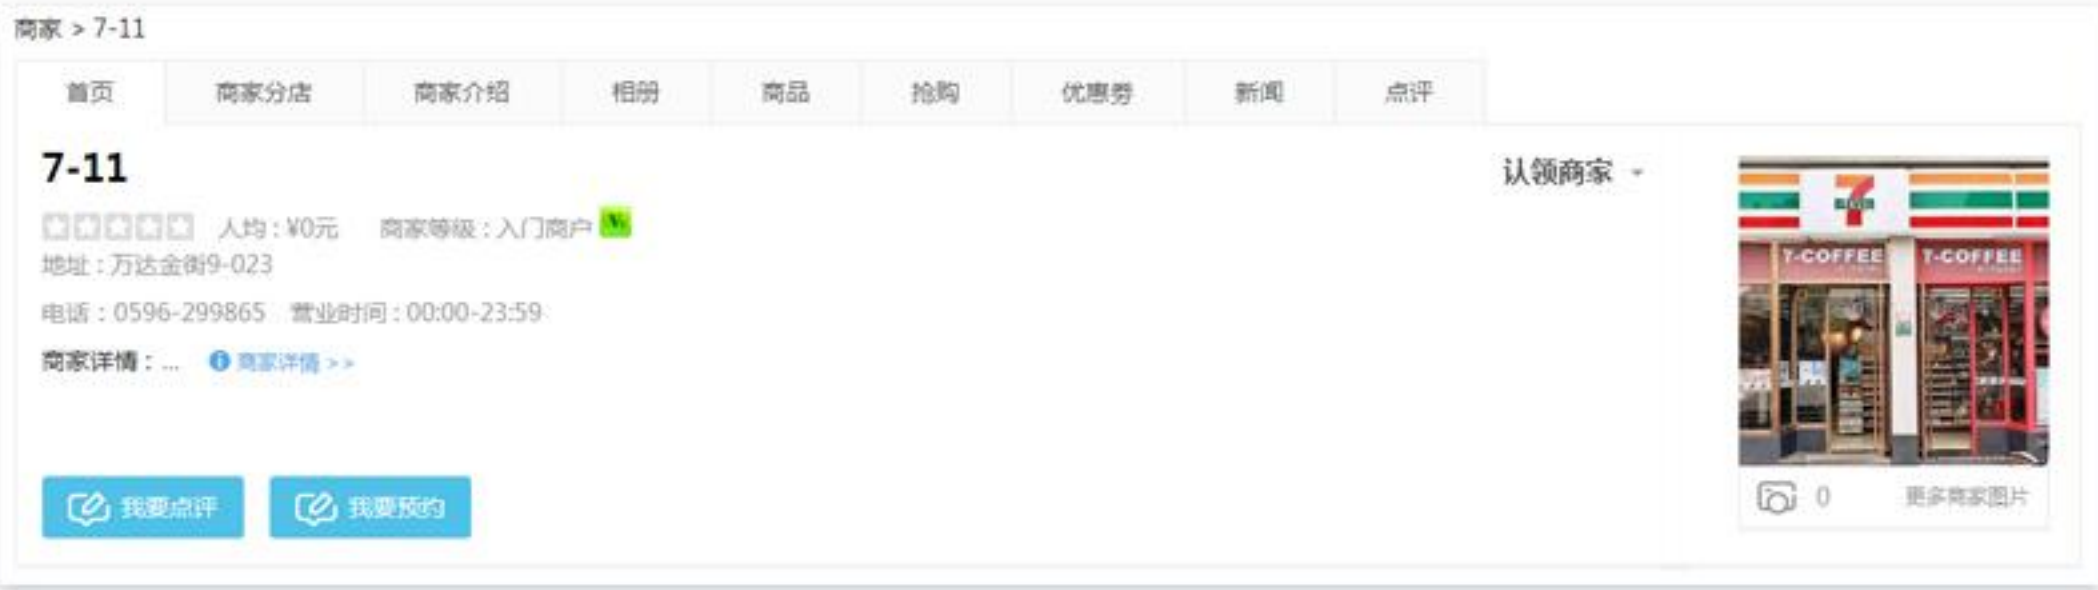 商家 > 7-11
首页 商家分店 商家介绍 相册 商品 抢购 优惠劵 新闻 点评
7-11
认领商家
人均：¥0元 商家等级：入门商户
地址：万达金街9-023
电话：0596-299865 营业时间：00:00-23:59
商家详情：... 商家详情 >>
7-COFFEE 7-COFFEE
我要点评 我要预约
0 更多商家图片